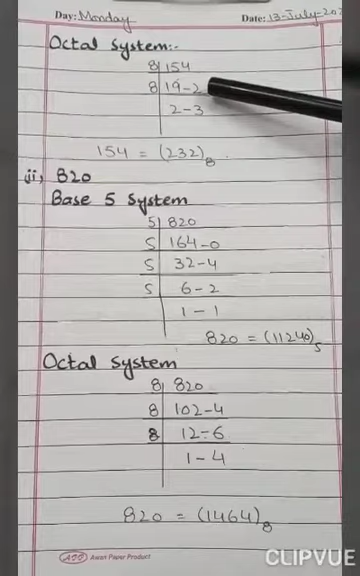 Day: Monday Date: 13-July-202
Octal System:-
8 154
8 19-2
2-3
154 = (232)8
(ii) 820
Base 5 System
5 820
5 164-0
5 32-4
5 6-2
1-1
820 = (11240)5
Octal System
8 820
8 102-4
8 12-6
1-4
820 = (1464)8
Asian Paper Product
CLIPVUE